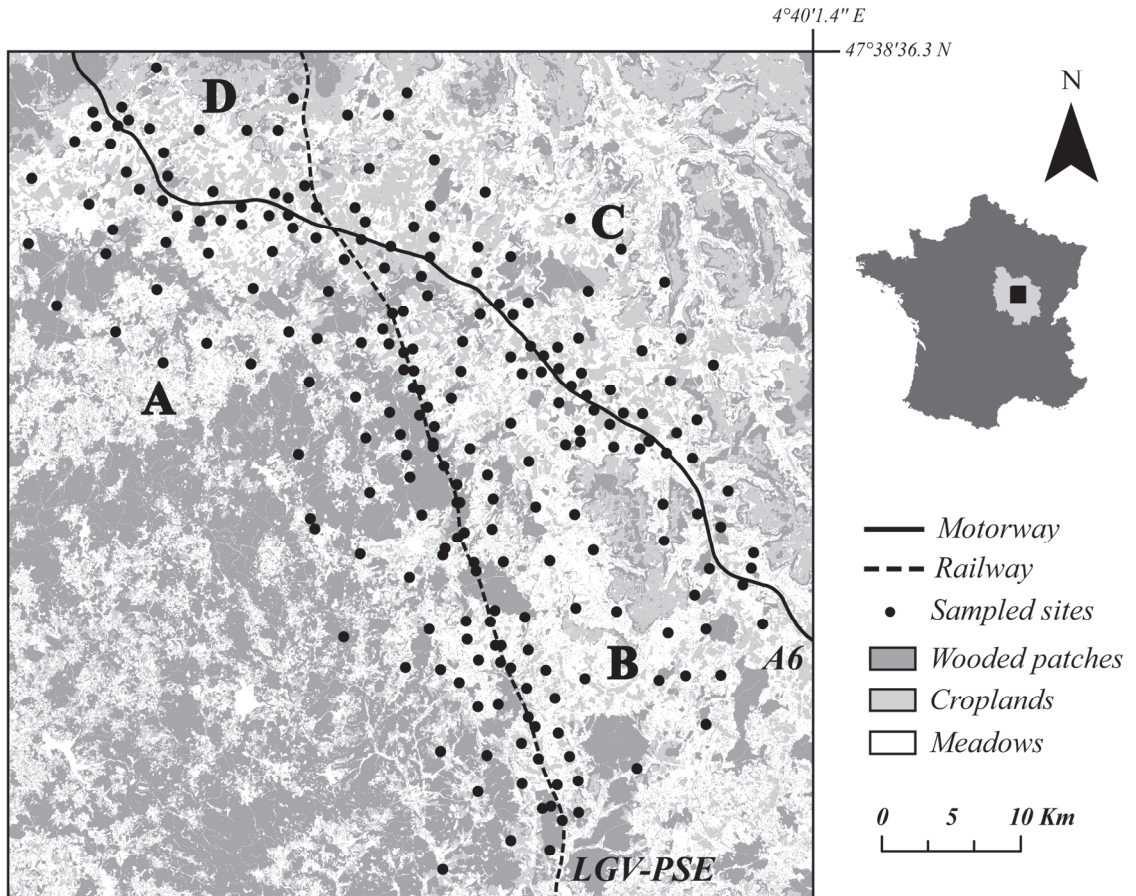 4°40'1.4" E
47°38'36.3 N
N
D
C
A
B
A6
LGV-PSE
Motorway
Railway
Sampled sites
Wooded patches
Croplands
Meadows
0 5 10 Km